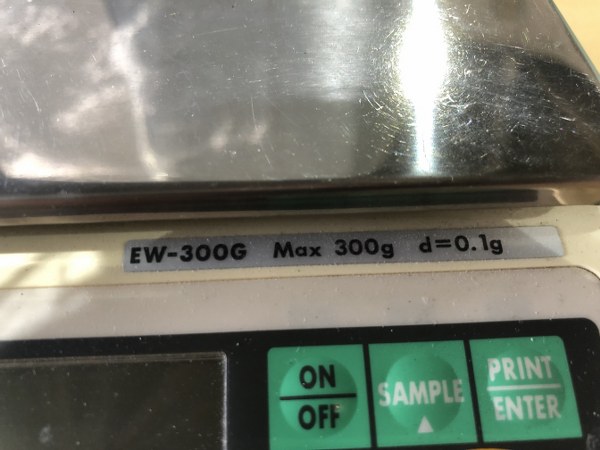 EW-300G Max 300g d=0.1g
ON
OFF
SAMPLE
PRINT
ENTER